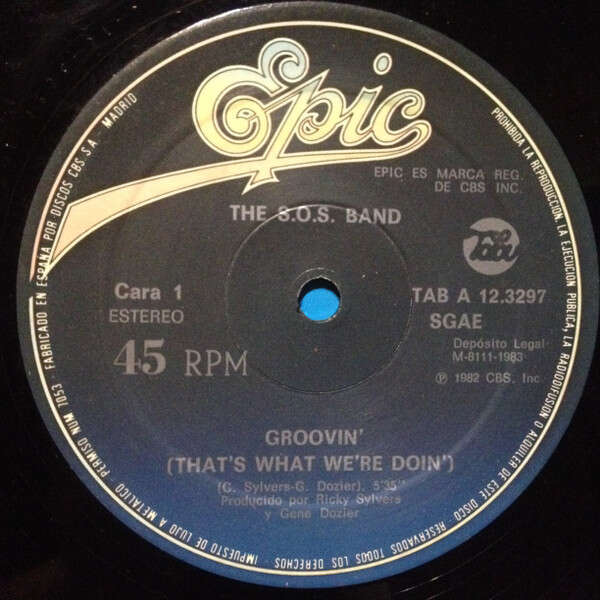 Epic
EPIC ES MARCA REG.
DE CBS INC.
THE S.O.S. BAND
Tabu
Cara 1
ESTEREO
TAB A 12.3297
SGAE
45 RPM
Depósito Legal
M-8111-1983
℗ 1982 CBS, Inc
GROOVIN'
(THAT'S WHAT WE'RE DOIN')
(C. Sylvers-G. Dozier). 5'35"
Producido por Ricky Sylvers
y Gene Dozier
PERMISO NUM 7053 FABRICADO EN ESPAÑA POR DISCOS CBS S.A. MADRID
PROHIBIDA LA REPRODUCCION, LA EJECUCION PUBLICA, LA RADIODIFUSION O ALQUILER DE ESTE DISCO - RESERVADOS TODOS LOS DERECHOS - IMPUESTO DE LUJO A METALICO